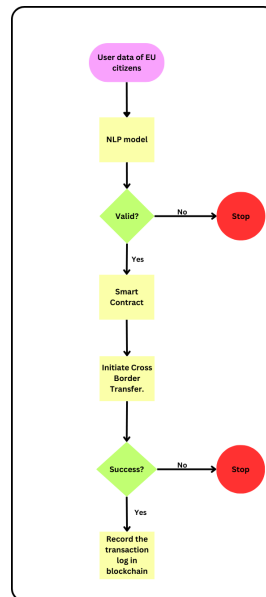 User data of EU
citizens
NLP model
Valid?
No
Stop
Yes
Smart
Contract
Initiate Cross
Border
Transfer.
Success?
No
Stop
Yes
Record the
transaction
log in
blockchain